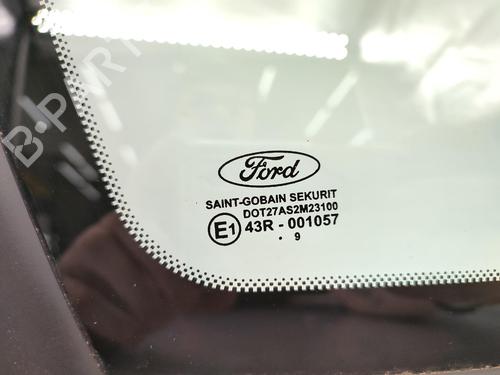 B-PARTS
Ford
SAINT-GOBAIN SEKURIT
DOT27AS2M23100
E1 43R - 001057
. 9